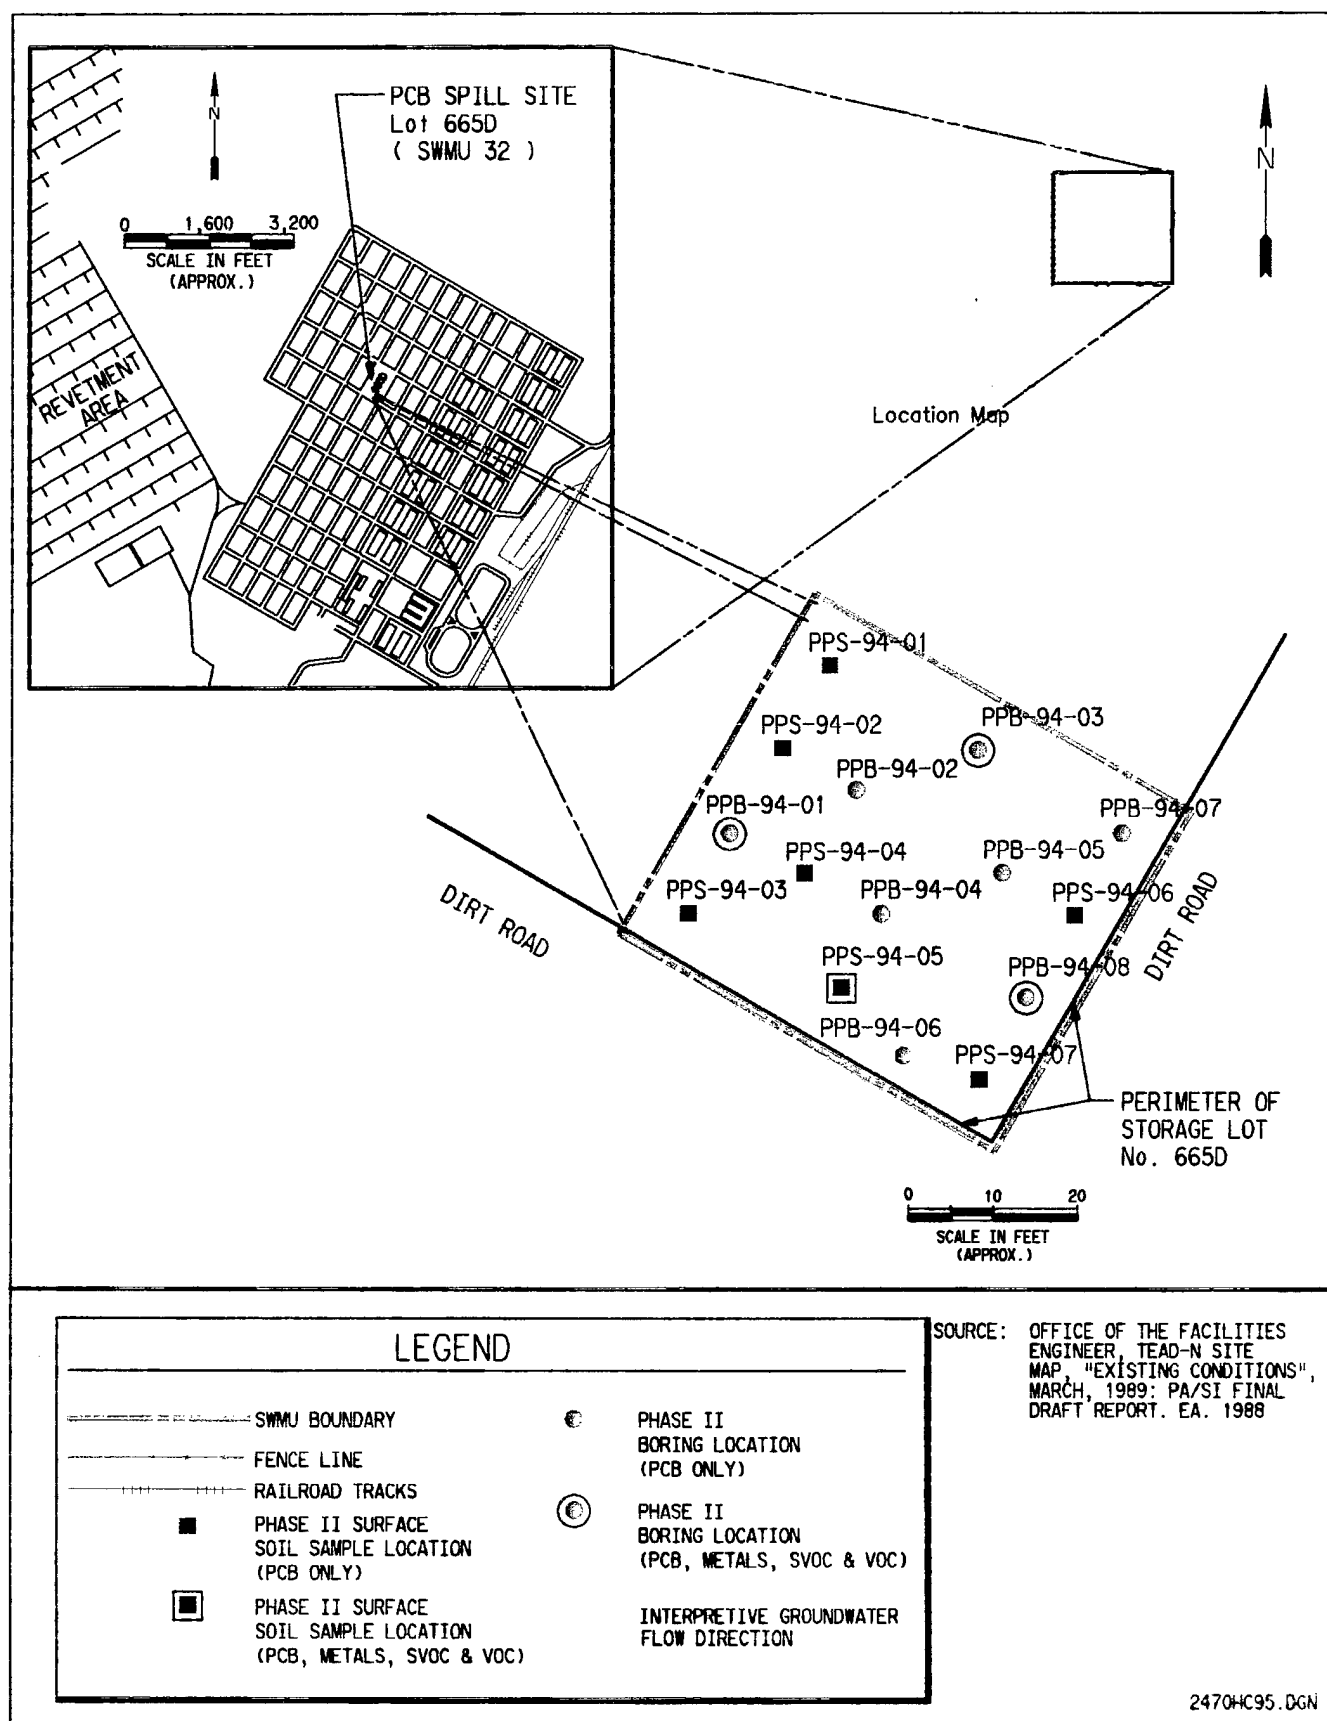 PCB SPILL SITE
Lot 665D
( SWMU 32 )
N
0 1,600 3,200
SCALE IN FEET
(APPROX.)
REVETMENT
AREA
N
Location Map
PPS-94-01
PPS-94-02
PPB-94-03
PPB-94-02
PPB-94-01
PPB-94-07
PPS-94-04
PPB-94-05
PPS-94-03
PPB-94-04
PPS-94-06
DIRT ROAD
DIRT ROAD
PPS-94-05
PPB-94-08
PPB-94-06
PPS-94-07
PERIMETER OF
STORAGE LOT
No. 665D
0 10 20
SCALE IN FEET
(APPROX.)
LEGEND
SWMU BOUNDARY
FENCE LINE
RAILROAD TRACKS
PHASE II SURFACE
SOIL SAMPLE LOCATION
(PCB ONLY)
PHASE II SURFACE
SOIL SAMPLE LOCATION
(PCB, METALS, SVOC & VOC)
PHASE II
BORING LOCATION
(PCB ONLY)
PHASE II
BORING LOCATION
(PCB, METALS, SVOC & VOC)
INTERPRETIVE GROUNDWATER
FLOW DIRECTION
SOURCE: OFFICE OF THE FACILITIES
ENGINEER, TEAD-N SITE
MAP, "EXISTING CONDITIONS",
MARCH, 1989: PA/SI FINAL
DRAFT REPORT. EA. 1988
2470HC95.DGN